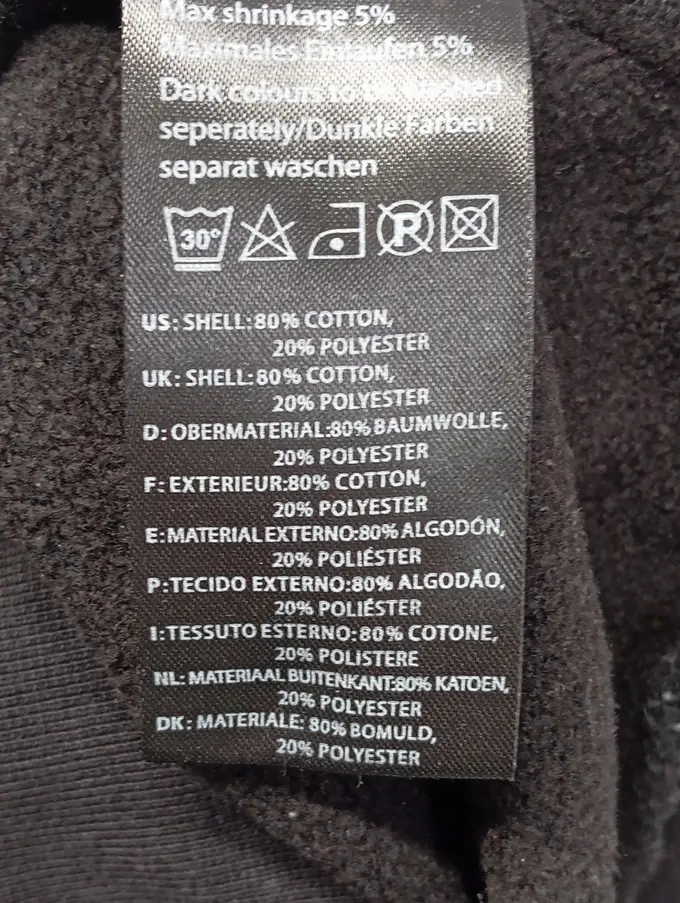 Max shrinkage 5%
Maximales Einlaufen 5%
Dark colours to be washed
seperately/Dunkle Farben
separat waschen
30° P
US: SHELL: 80% COTTON,
20% POLYESTER
UK: SHELL: 80% COTTON,
20% POLYESTER
D: OBERMATERIAL:80% BAUMWOLLE,
20% POLYESTER
F: EXTERIEUR:80% COTTON,
20% POLYESTER
E: MATERIAL EXTERNO:80% ALGODÓN,
20% POLIÉSTER
P: TECIDO EXTERNO:80% ALGODÃO,
20% POLIÉSTER
I: TESSUTO ESTERNO: 80% COTONE,
20% POLISTERE
NL: MATERIAAL BUITENKANT:80% KATOEN,
20% POLYESTER
DK: MATERIALE: 80% BOMULD,
20% POLYESTER